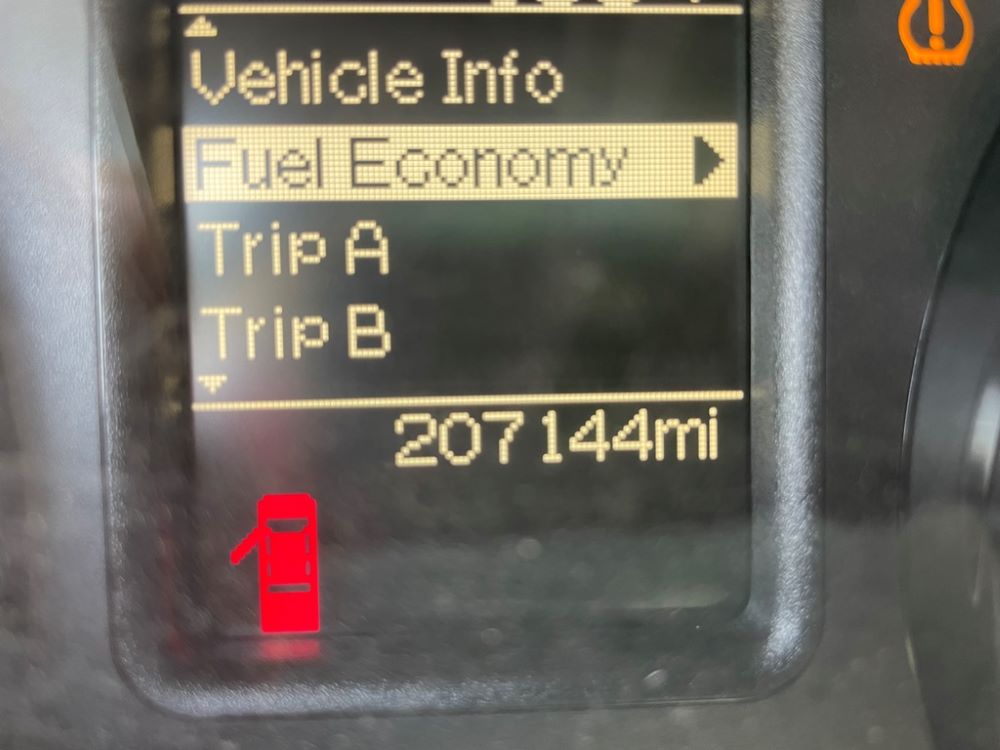 Vehicle Info
Fuel Economy
Trip A
Trip B
207144mi